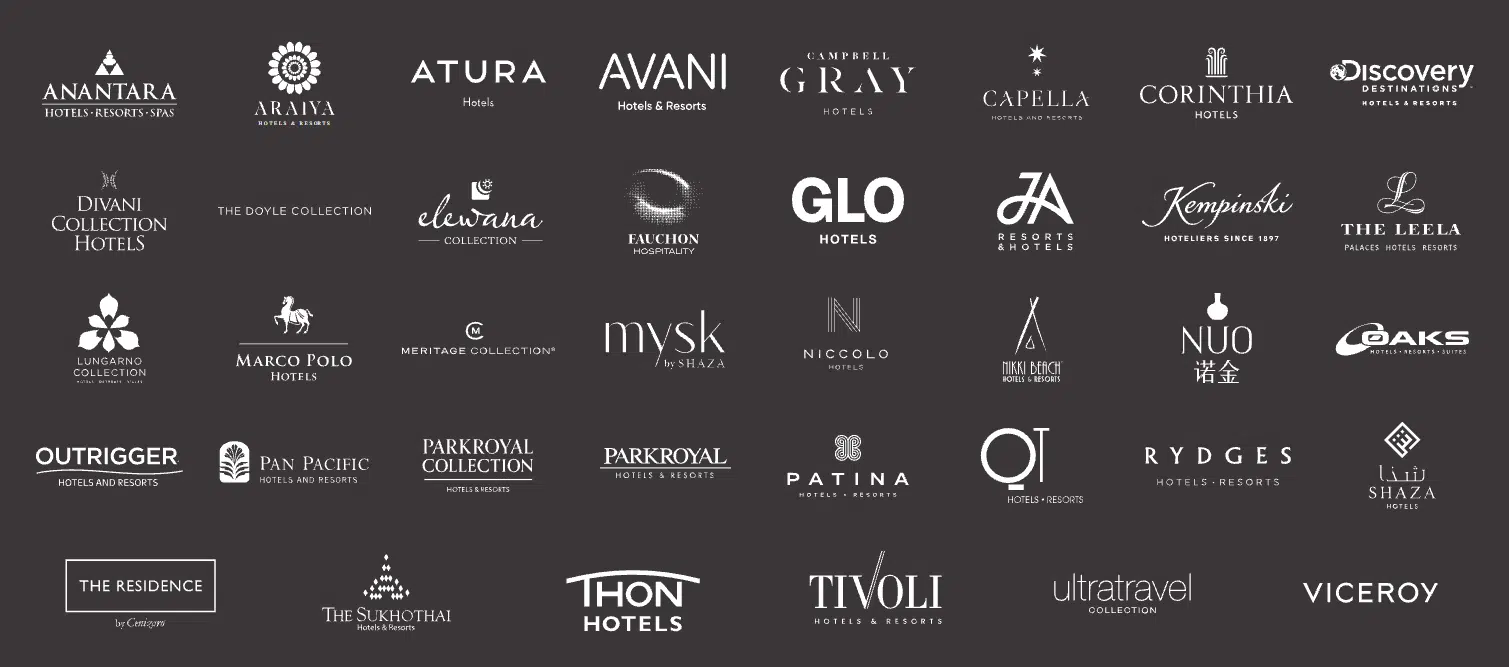 ANANTARA
HOTELS · RESORTS · SPAS
ARAIYA
HOTELS & RESORTS
ATURA
Hotels
AVANI
Hotels & Resorts
CAMPBELL
GRAY
HOTELS
CAPELLA
HOTELS AND RESORTS
CORINTHIA
HOTELS
Discovery
DESTINATIONS
HOTELS & RESORTS
DIVANI
COLLECTION
HOTELS
THE DOYLE COLLECTION
elewana
COLLECTION
FAUCHON
HOSPITALITY
GLO
HOTELS
JA
RESORTS
& HOTELS
Kempinski
HOTELIERS SINCE 1897
L
THE LEELA
PALACES HOTELS RESORTS
LUNGARNO
COLLECTION
MARCO POLO
HOTELS
CM
MERITAGE COLLECTION®
mysk
by SHAZA
N
NICCOLO
HOTELS
NIKKI BEACH
HOTELS & RESORTS
NUO
诺金
OAKS
HOTELS · RESORTS · SUITES
OUTRIGGER
HOTELS AND RESORTS
PAN PACIFIC
HOTELS AND RESORTS
PARKROYAL
COLLECTION
HOTELS & RESORTS
PARKROYAL
HOTELS & RESORTS
PATINA
HOTELS · RESORTS
QT
HOTELS · RESORTS
RYDGES
HOTELS · RESORTS
شذا
SHAZA
HOTELS
THE RESIDENCE
by Cenizaro
THE SUKHOTHAI
Hotels & Resorts
THON
HOTELS
TIVOLI
HOTELS & RESORTS
ultratravel
COLLECTION
VICEROY